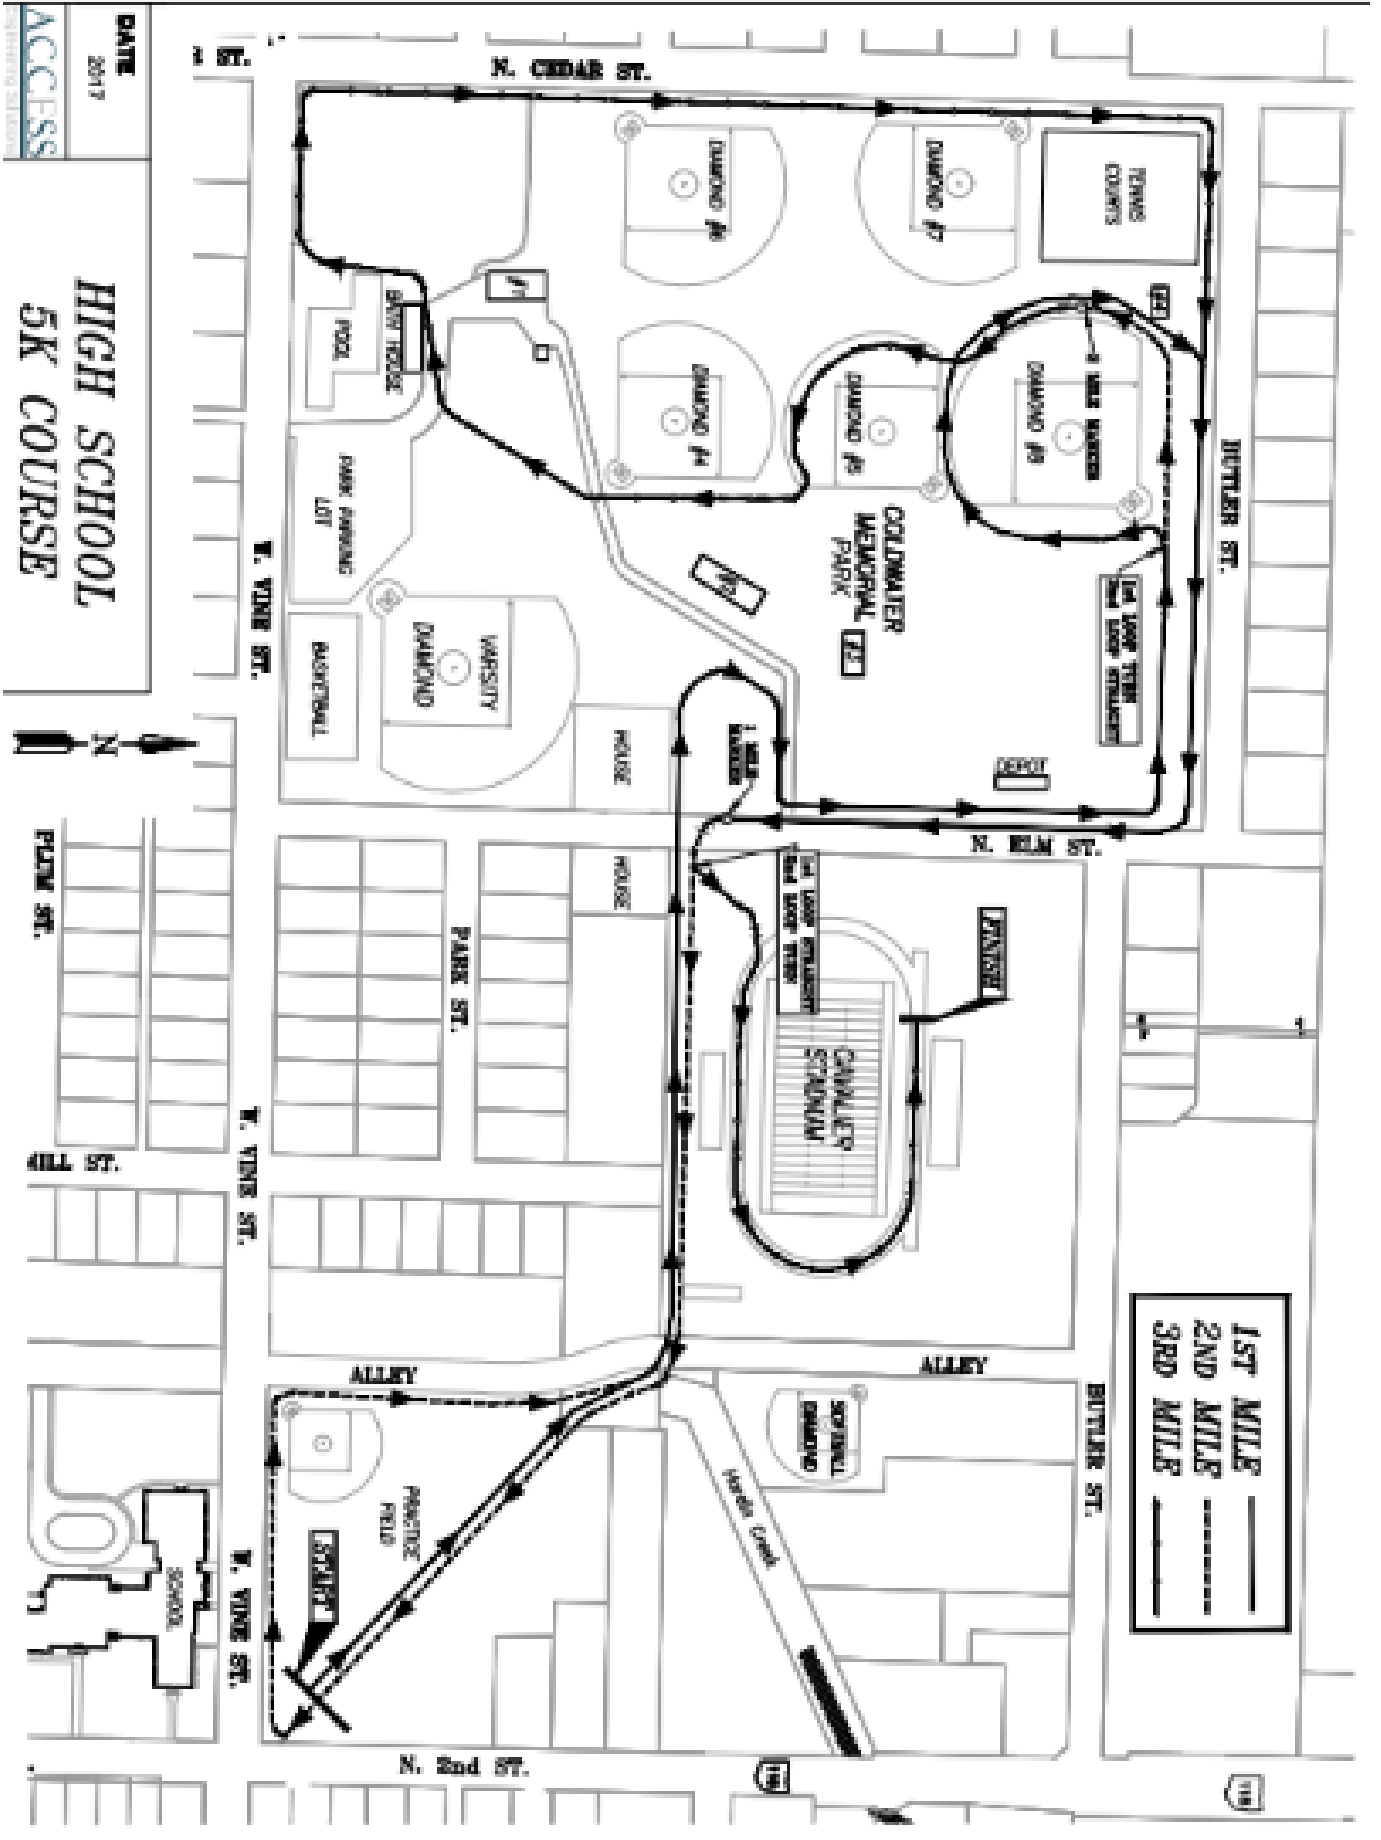 HIGH SCHOOL
5K COURSE
DATE
2017
ACCESS
N
1ST MILE
2ND MILE
3RD MILE
START
FINISH
N. CEDAR ST.
BUTLER ST.
BUTLER ST.
N. ELM ST.
W. VINE ST.
W. VINE ST.
W. VINE ST.
PLUM ST.
PARK ST.
MILL ST.
N. 2nd ST.
ALLEY
ALLEY
TENNIS
COURTS
DIAMOND #7
DIAMOND #6
DIAMOND #3
DIAMOND #5
DIAMOND #4
2 MILE MARKER
1 MILE
MARKER
1st LOOP TURN
2nd LOOP STRAIGHT
1st LOOP STRAIGHT
2nd LOOP TURN
COLDWATER
MEMORIAL
PARK
BATH HOUSE
POOL
PARK PARKING
LOT
BASKETBALL
VARSITY
DIAMOND
HOUSE
HOUSE
DEPOT
CAVALIER
STADIUM
SOFTBALL
DIAMOND
PRACTICE
FIELD
SCHOOL
Creek